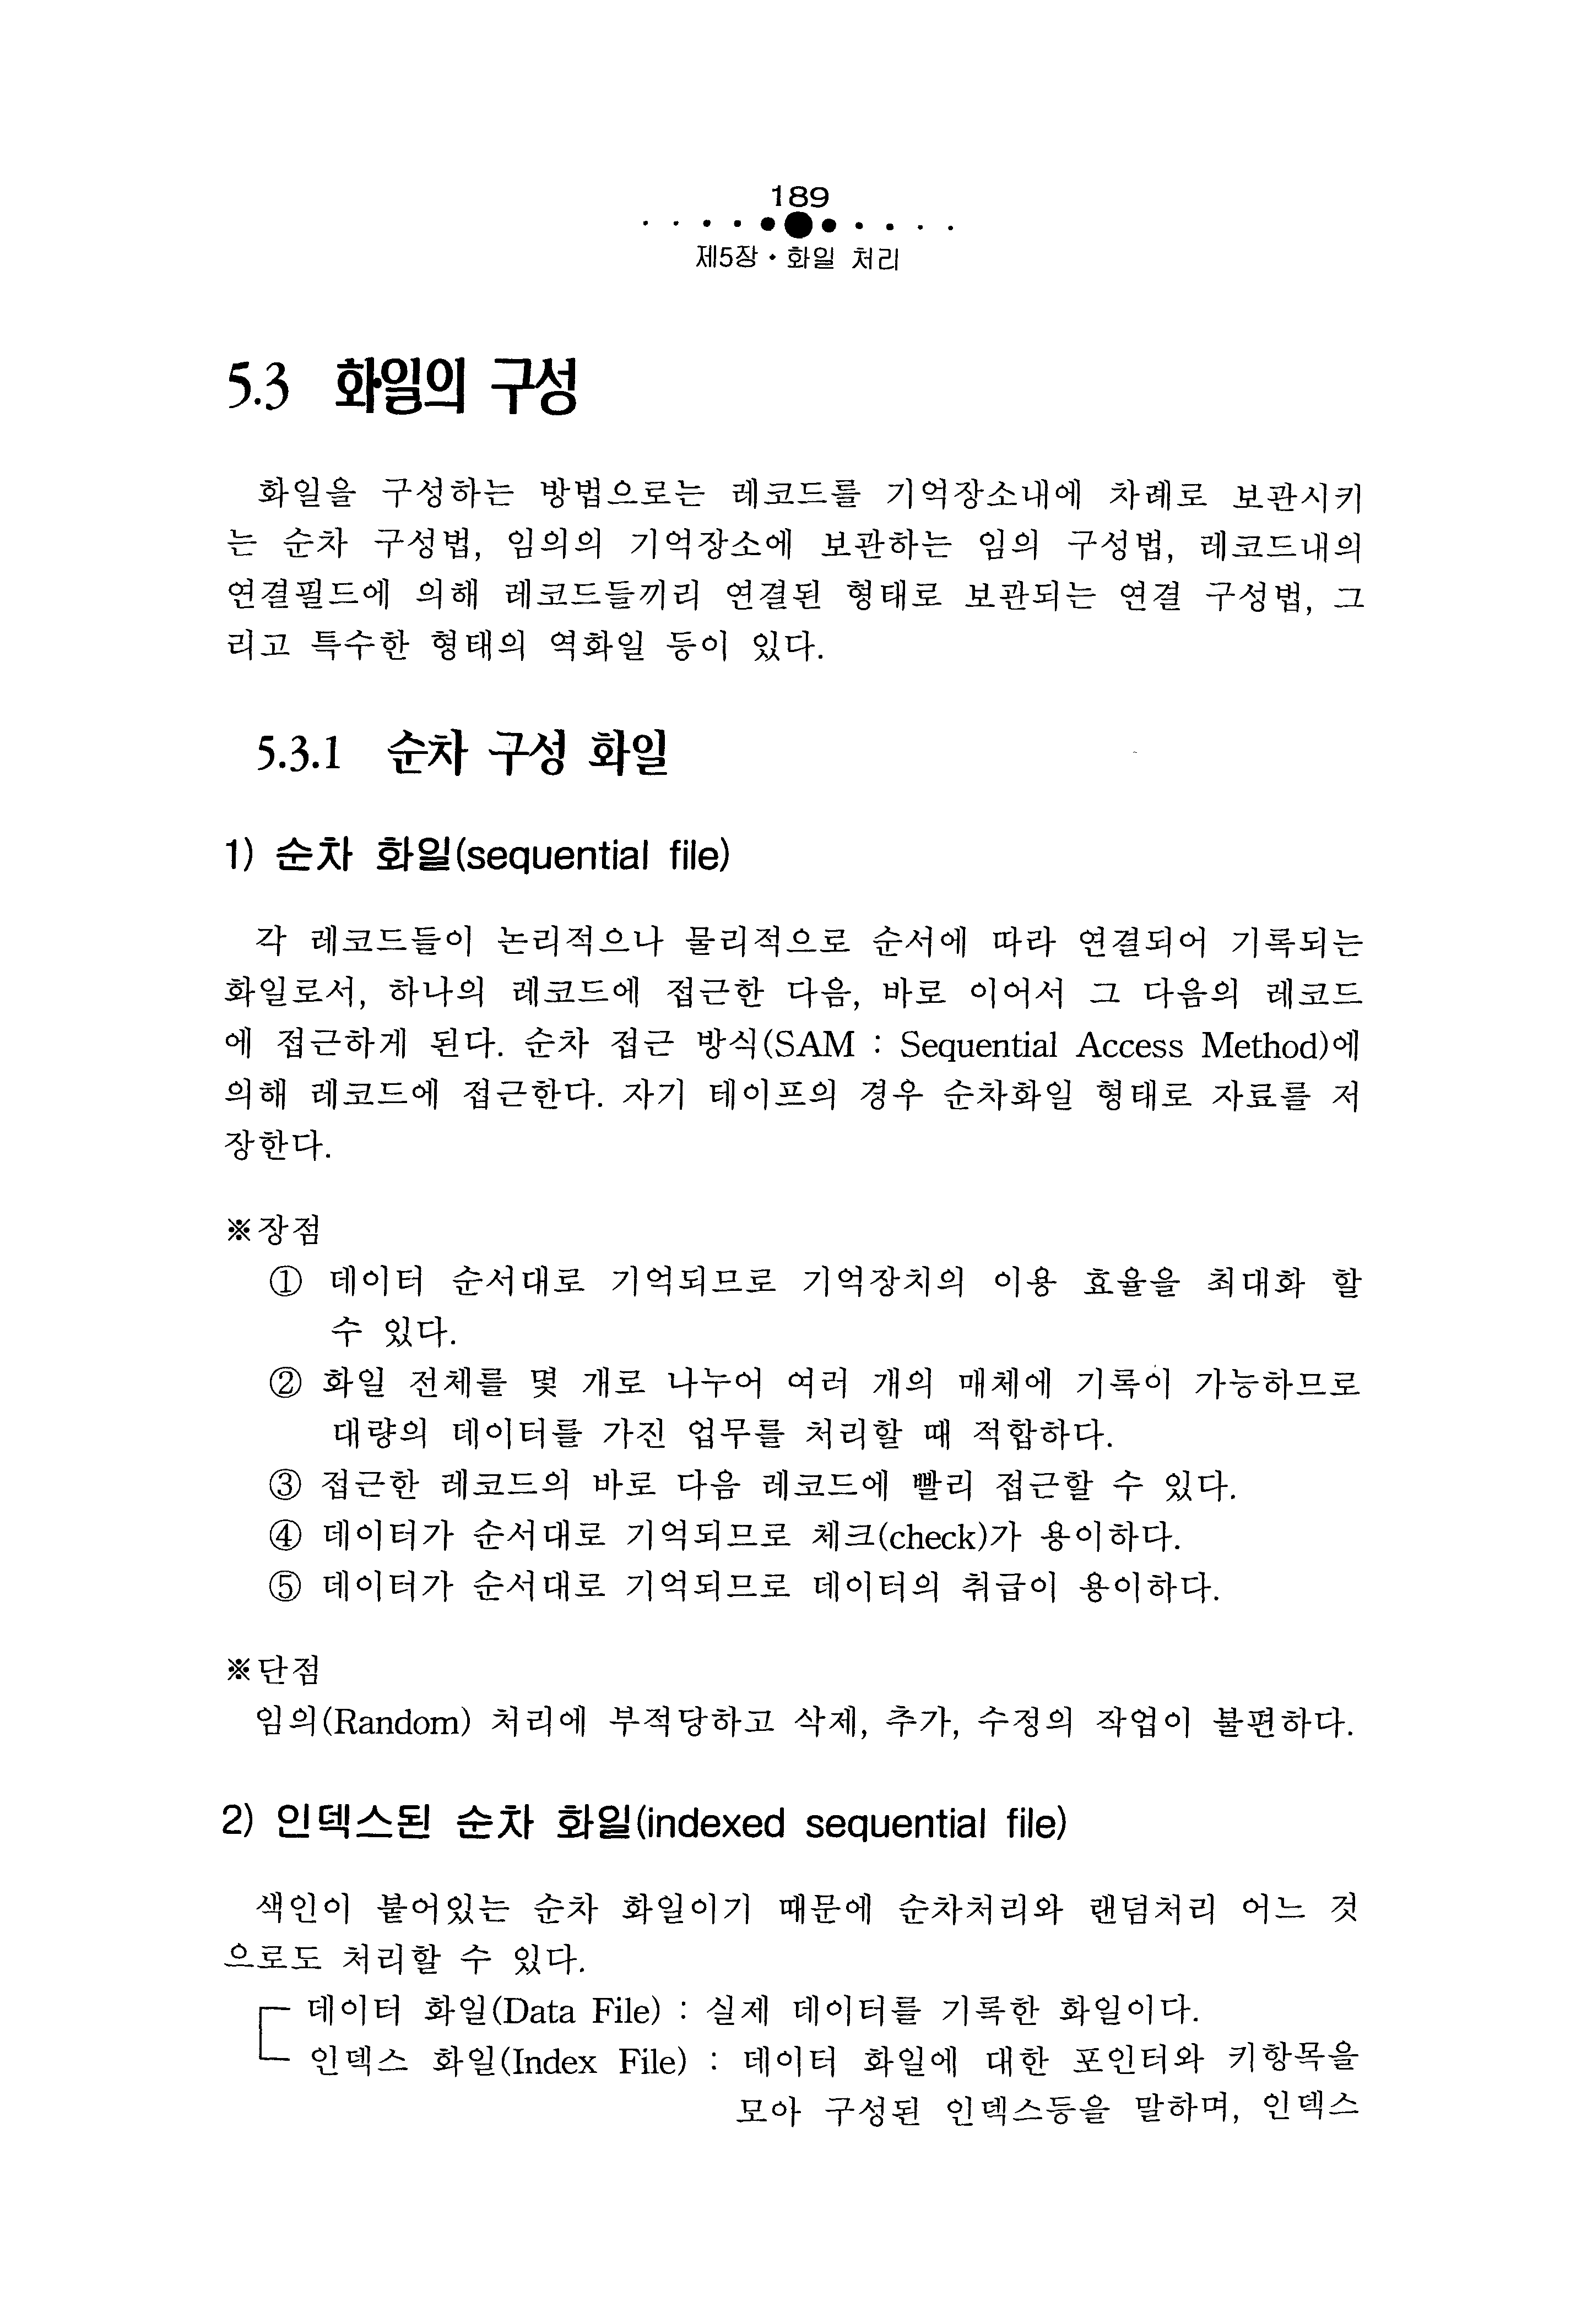 189
제5장・화일 처리
5.3 화일의 구성
화일을 구성하는 방법으로는 레코드를 기억장소내에 차례로 보관시키
는 순차 구성법, 임의의 기억장소에 보관하는 임의 구성법, 레코드내의
연결필드에 의해 레코드들끼리 연결된 형태로 보관되는 연결 구성법, 그
리고 특수한 형태의 역화일 등이 있다.
5.3.1 순차 구성 화일
1) 순차 화일(sequential file)
각 레코드들이 논리적으나 물리적으로 순서에 따라 연결되어 기록되는
화일로서, 하나의 레코드에 접근한 다음, 바로 이어서 그 다음의 레코드
에 접근하게 된다. 순차 접근 방식(SAM : Sequential Access Method)에
의해 레코드에 접근한다. 자기 테이프의 경우 순차화일 형태로 자료를 저
장한다.
※장점
① 데이터 순서대로 기억되므로 기억장치의 이용 효율을 최대화 할
수 있다.
② 화일 전체를 몇 개로 나누어 여러 개의 매체에 기록이 가능하므로
대량의 데이터를 가진 업무를 처리할 때 적합하다.
③ 접근한 레코드의 바로 다음 레코드에 빨리 접근할 수 있다.
④ 데이터가 순서대로 기억되므로 체크(check)가 용이하다.
⑤ 데이터가 순서대로 기억되므로 데이터의 취급이 용이하다.
※단점
임의(Random) 처리에 부적당하고 삭제, 추가, 수정의 작업이 불편하다.
2) 인덱스된 순차 화일(indexed sequential file)
색인이 붙어있는 순차 화일이기 때문에 순차처리와 랜덤처리 어느 것
으로도 처리할 수 있다.
데이터 화일(Data File) : 실제 데이터를 기록한 화일이다.
인덱스 화일(Index File) : 데이터 화일에 대한 포인터와 키항목을
모아 구성된 인덱스등을 말하며, 인덱스